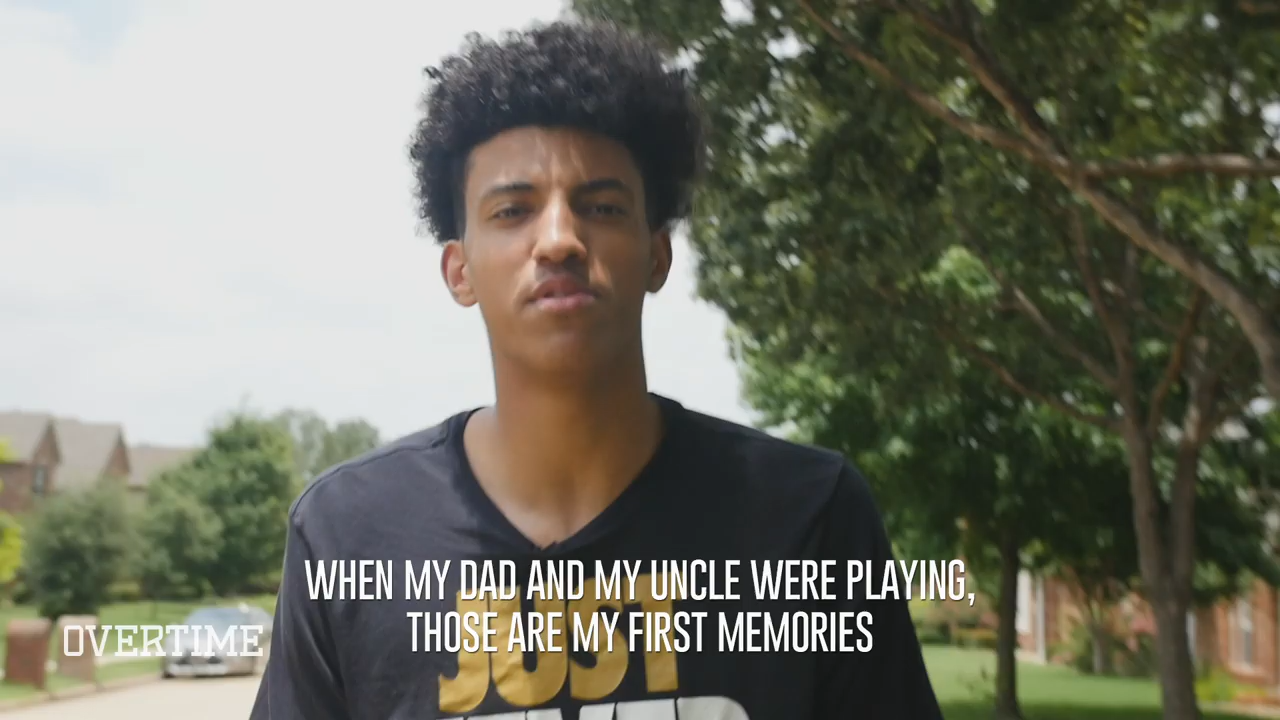 WHEN MY DAD AND MY UNCLE WERE PLAYING,
THOSE ARE MY FIRST MEMORIES
OVERTIME
JUST